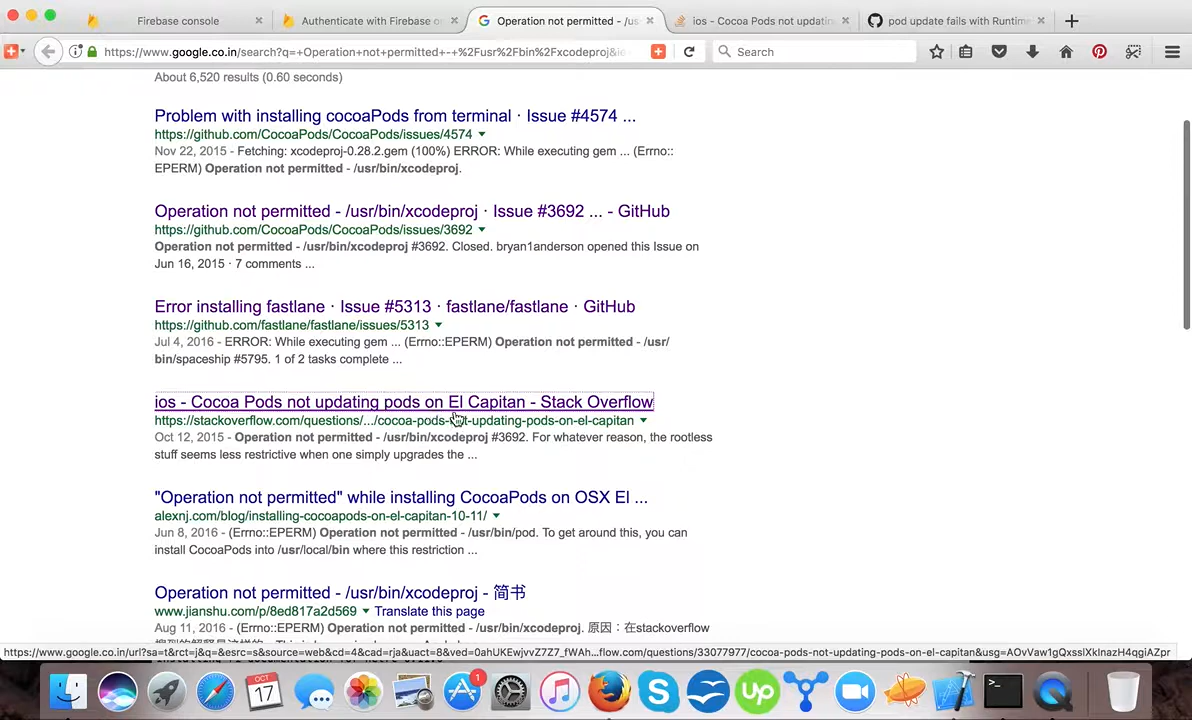 Firebase console
Authenticate with Firebase on
Operation not permitted - /us
ios - Cocoa Pods not updatin
pod update fails with Runtime
https://www.google.co.in/search?q=+Operation+not+permitted+-+%2Fusr%2Fbin%2Fxcodeproj&ie
Search
About 6,520 results (0.60 seconds)
Problem with installing cocoaPods from terminal · Issue #4574 ...
https://github.com/CocoaPods/CocoaPods/issues/4574
Nov 22, 2015 - Fetching: xcodeproj-0.28.2.gem (100%) ERROR: While executing gem ... (Errno::
EPERM) Operation not permitted - /usr/bin/xcodeproj.
Operation not permitted - /usr/bin/xcodeproj · Issue #3692 ... - GitHub
https://github.com/CocoaPods/CocoaPods/issues/3692
Operation not permitted - /usr/bin/xcodeproj #3692. Closed. bryan1anderson opened this Issue on
Jun 16, 2015 · 7 comments ...
Error installing fastlane · Issue #5313 · fastlane/fastlane · GitHub
https://github.com/fastlane/fastlane/issues/5313
Jul 4, 2016 - ERROR: While executing gem ... (Errno::EPERM) Operation not permitted - /usr/
bin/spaceship #5795. 1 of 2 tasks complete ...
ios - Cocoa Pods not updating pods on El Capitan - Stack Overflow
https://stackoverflow.com/questions/.../cocoa-pods-not-updating-pods-on-el-capitan
Oct 12, 2015 - Operation not permitted - /usr/bin/xcodeproj #3692. For whatever reason, the rootless
stuff seems less restrictive when one simply upgrades the ...
"Operation not permitted" while installing CocoaPods on OSX El ...
alexnj.com/blog/installing-cocoapods-on-el-capitan-10-11/
Jun 8, 2016 - (Errno::EPERM) Operation not permitted - /usr/bin/pod. To get around this, you can
install CocoaPods into /usr/local/bin where this restriction ...
Operation not permitted - /usr/bin/xcodeproj - 简书
www.jianshu.com/p/8ed817a2d569 Translate this page
Aug 11, 2016 - (Errno::EPERM) Operation not permitted - /usr/bin/xcodeproj. 原因：在stackoverflow
https://www.google.co.in/url?sa=t&rct=j&q=&esrc=s&source=web&cd=4&cad=rja&uact=8&ved=0ahUKEwjvvZ7Z7_fWAh...flow.com/questions/33077977/cocoa-pods-not-updating-pods-on-el-capitan&usg=AOvVaw1gQxsslXklnazH4qgiAZpr
OCT
17
1
up